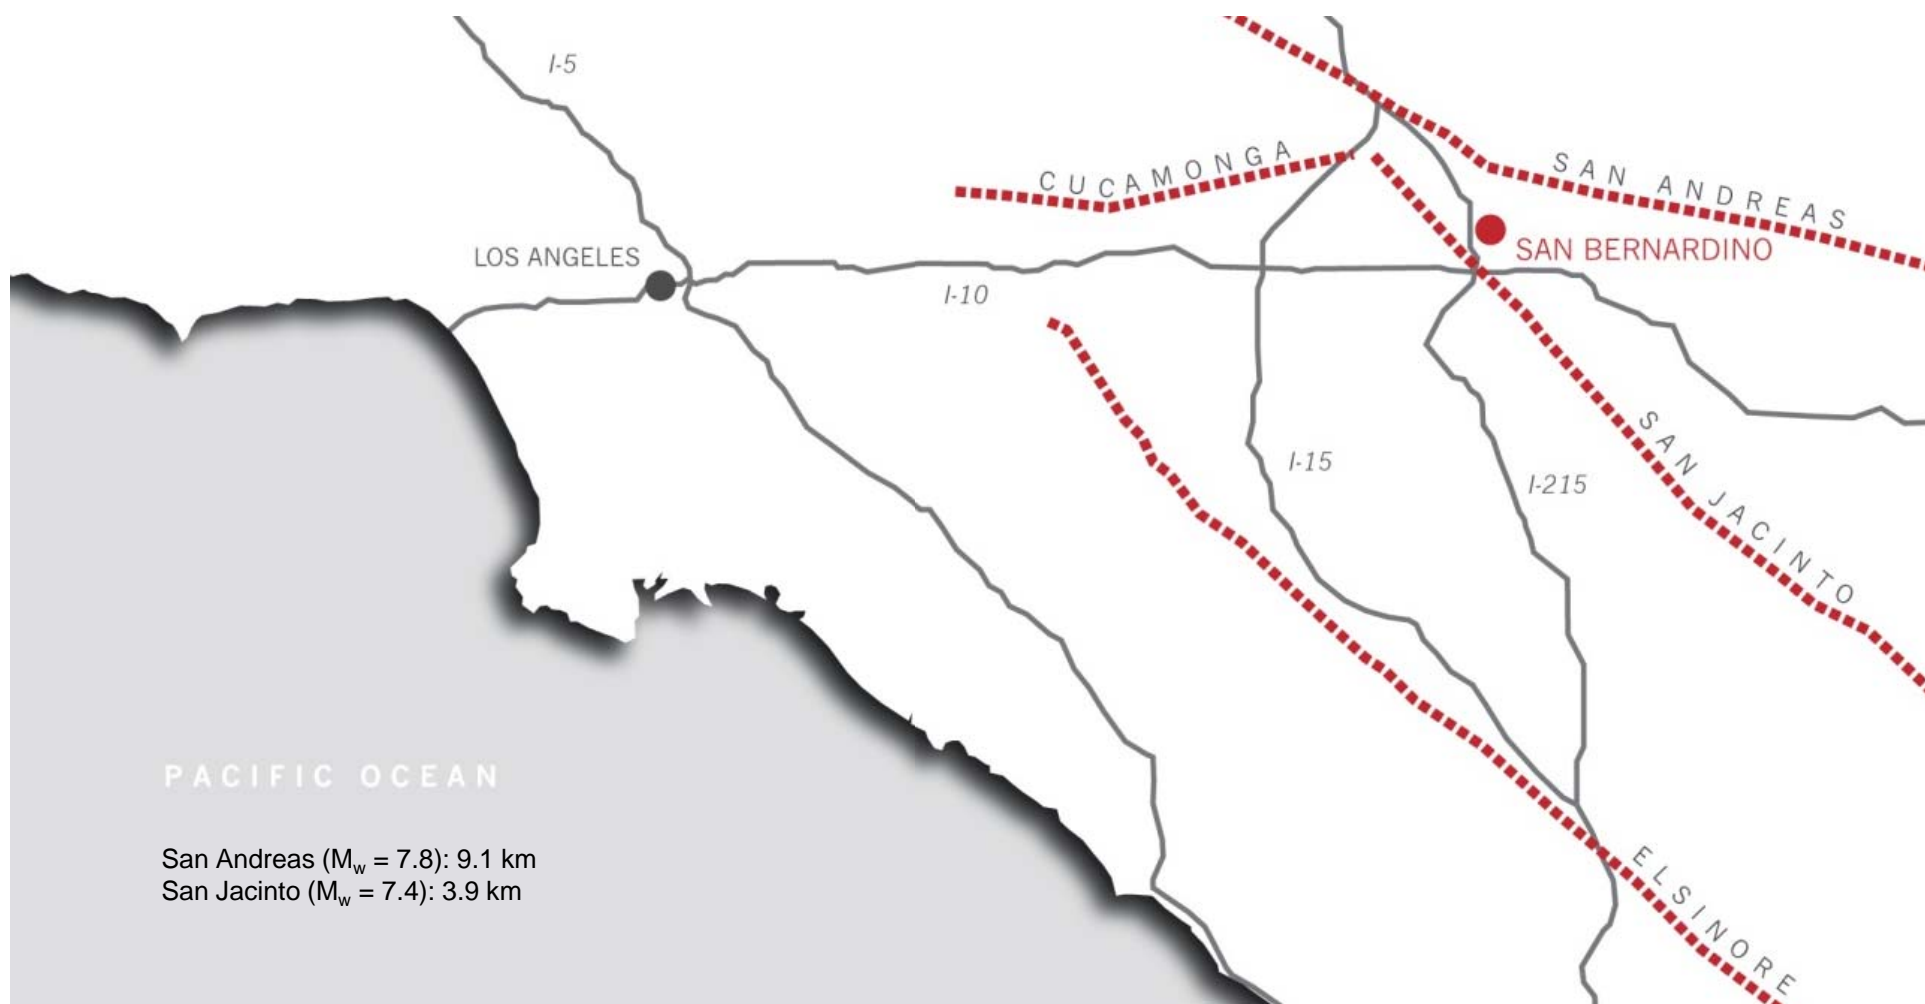 I-5
CUCAMONGA
SAN ANDREAS
LOS ANGELES
SAN BERNARDINO
I-10
I-15
I-215
SAN JACINTO
PACIFIC OCEAN
San Andreas (Mw = 7.8): 9.1 km
San Jacinto (Mw = 7.4): 3.9 km
ELSINORE